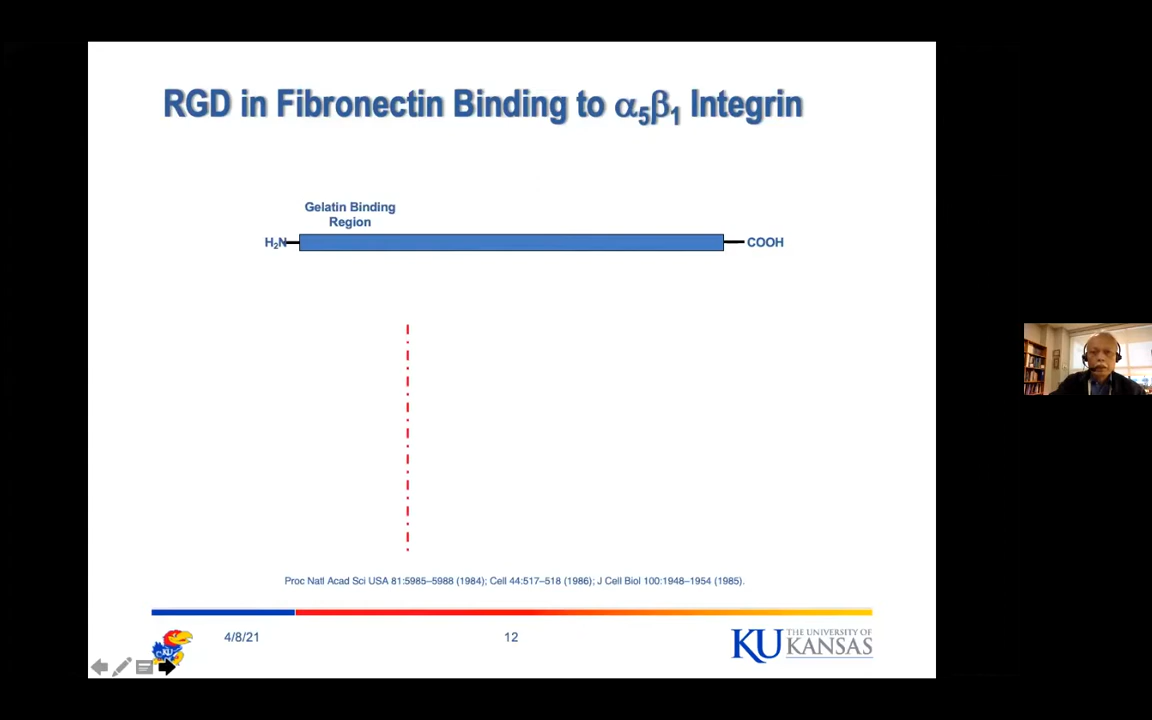 RGD in Fibronectin Binding to α5β1 Integrin
Gelatin Binding
Region
H2N
COOH
Proc Natl Acad Sci USA 81:5985–5988 (1984); Cell 44:517–518 (1986); J Cell Biol 100:1948–1954 (1985).
4/8/21
12
KU
THE UNIVERSITY OF
KANSAS
KU